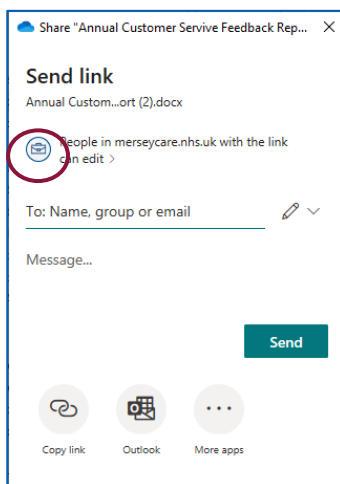 Share "Annual Customer Servive Feedback Rep...
Send link
Annual Custom...ort (2).docx
People in merseycare.nhs.uk with the link
can edit >
To: Name, group or email
Message...
Send
Copy link
Outlook
More apps